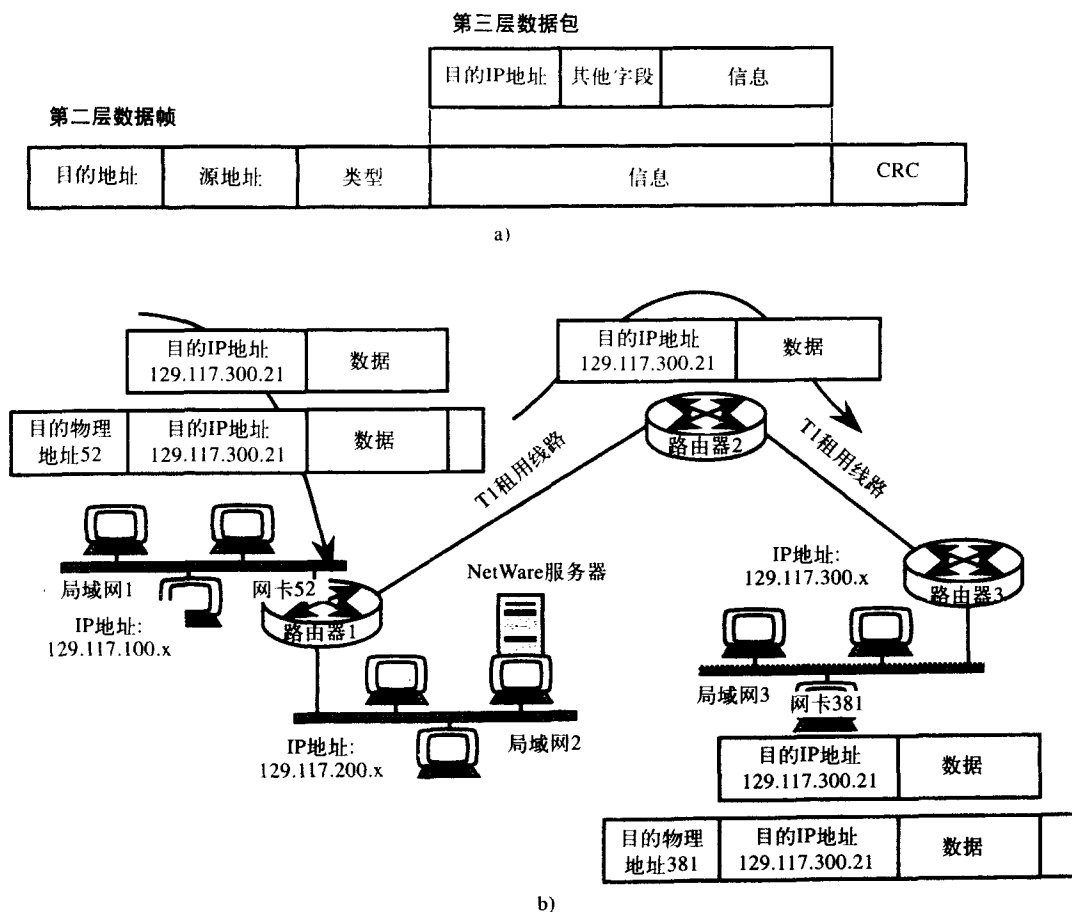 第三层数据包
目的IP地址 其他字段 信息
第二层数据帧
目的地址 源地址 类型 信息 CRC
a)
目的IP地址
129.117.300.21
数据
目的IP地址
129.117.300.21
数据
目的物理
地址52
目的IP地址
129.117.300.21
数据
T1租用线路
路由器2
T1租用线路
局域网1
网卡52
IP地址:
129.117.100.x
路由器1
NetWare服务器
IP地址:
129.117.300.x
路由器3
IP地址:
129.117.200.x
局域网2
局域网3
网卡381
目的IP地址
129.117.300.21
数据
目的物理
地址381
目的IP地址
129.117.300.21
数据
b)